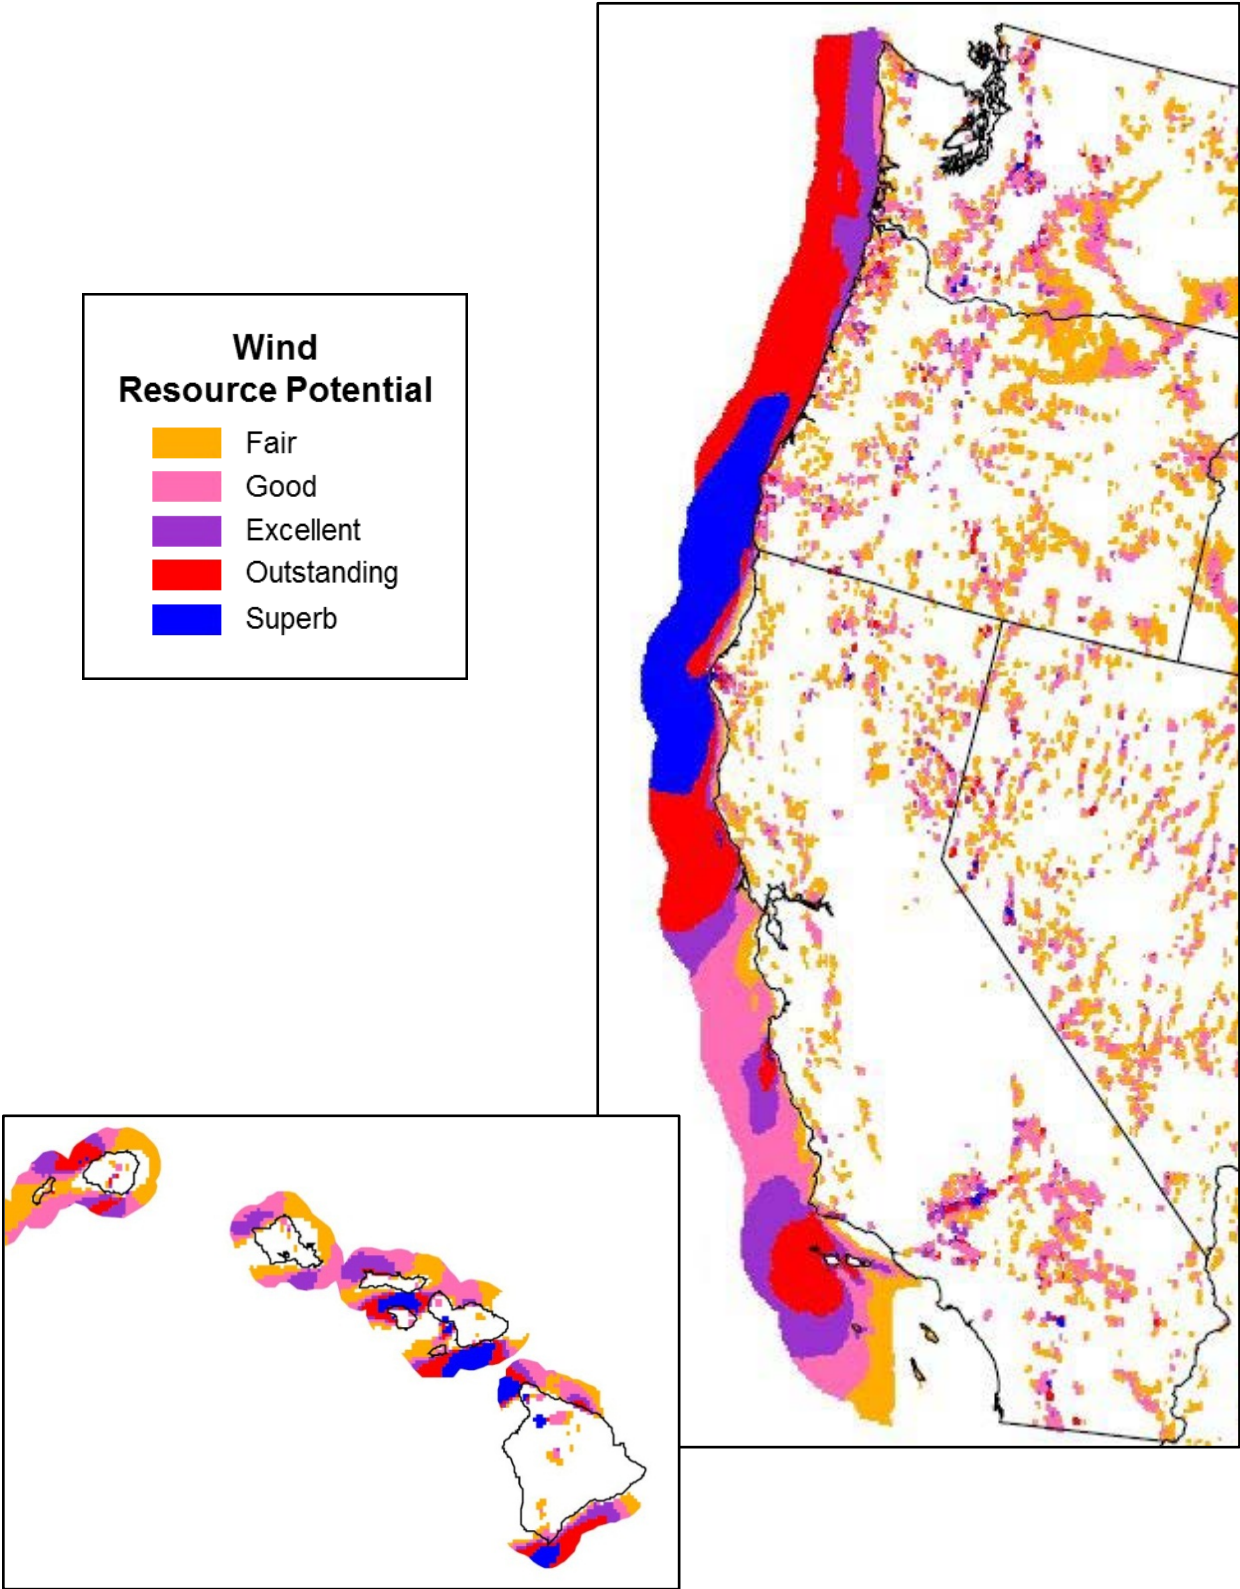 Wind
Resource Potential
Fair
Good
Excellent
Outstanding
Superb